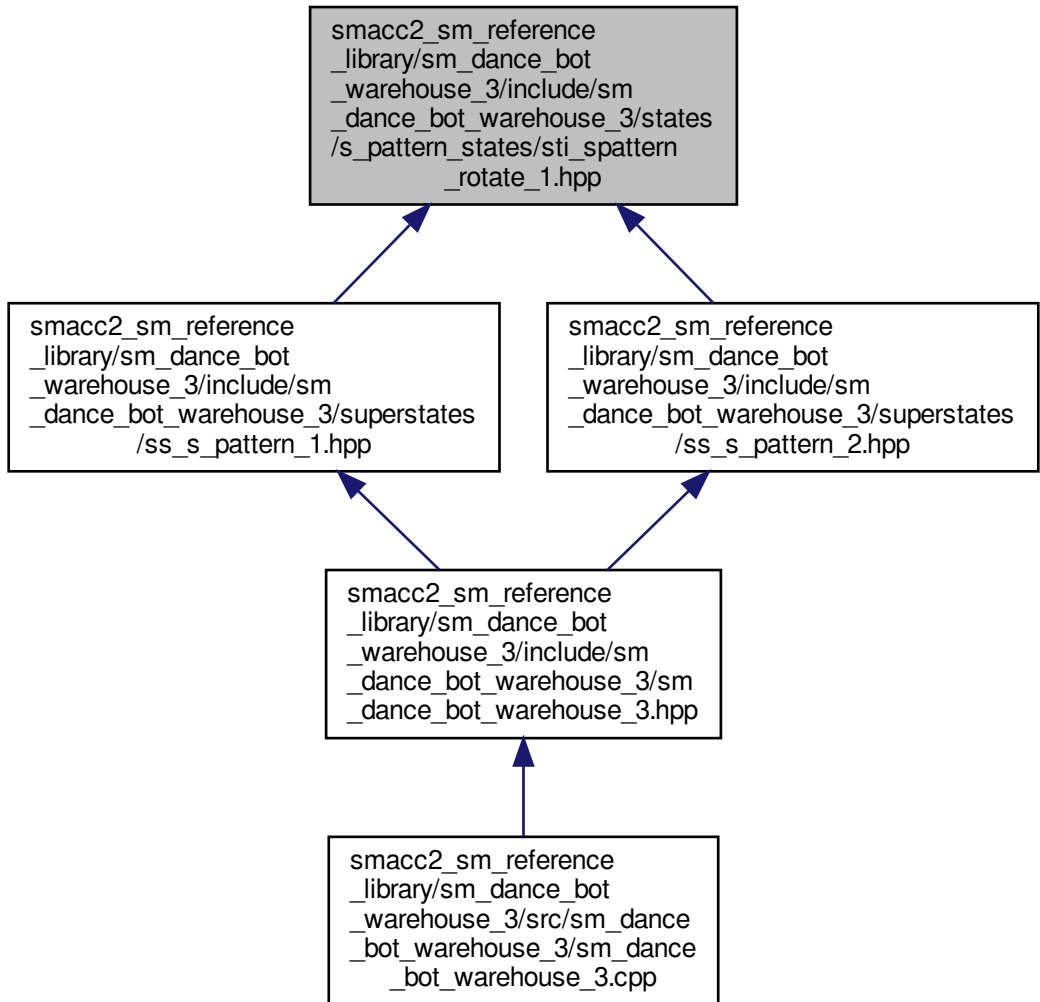 smacc2_sm_reference
_library/sm_dance_bot
_warehouse_3/include/sm
_dance_bot_warehouse_3/states
/s_pattern_states/sti_spattern
_rotate_1.hpp
smacc2_sm_reference
_library/sm_dance_bot
_warehouse_3/include/sm
_dance_bot_warehouse_3/superstates
/ss_s_pattern_1.hpp
smacc2_sm_reference
_library/sm_dance_bot
_warehouse_3/include/sm
_dance_bot_warehouse_3/superstates
/ss_s_pattern_2.hpp
smacc2_sm_reference
_library/sm_dance_bot
_warehouse_3/include/sm
_dance_bot_warehouse_3/sm
_dance_bot_warehouse_3.hpp
smacc2_sm_reference
_library/sm_dance_bot
_warehouse_3/src/sm_dance
_bot_warehouse_3/sm_dance
_bot_warehouse_3.cpp